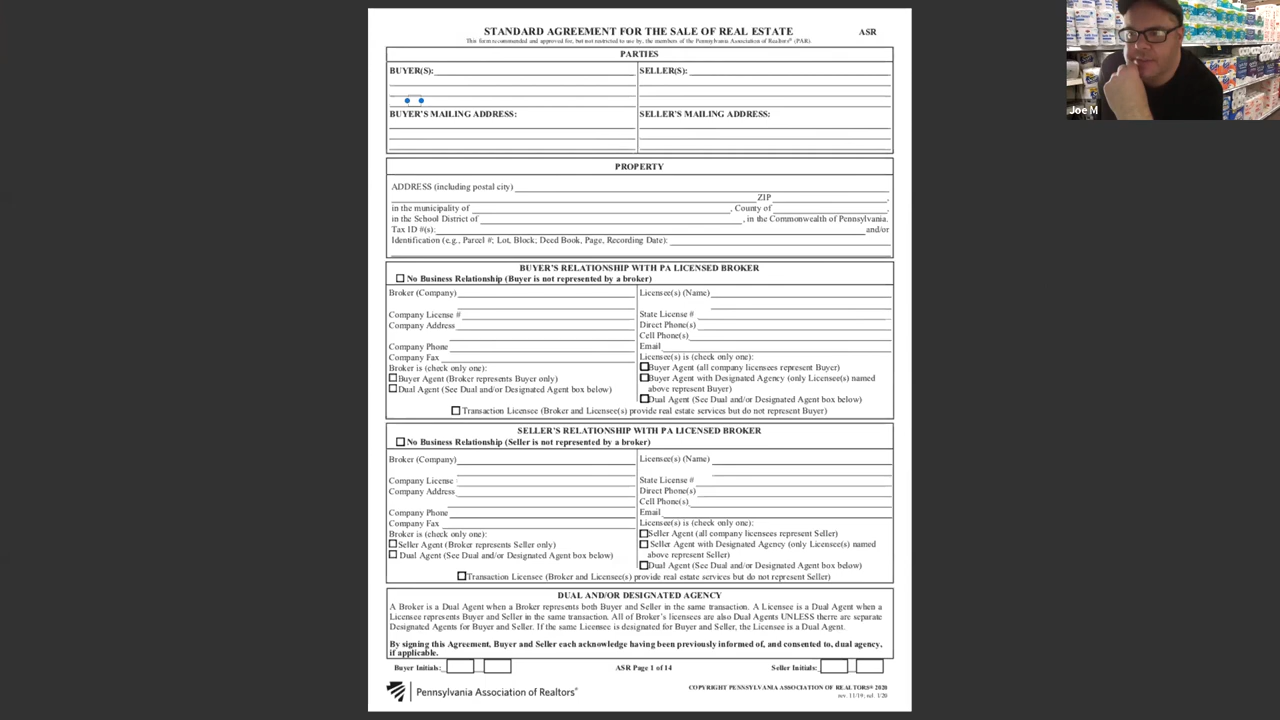 STANDARD AGREEMENT FOR THE SALE OF REAL ESTATE ASR
This form recommended and approved for, but not restricted to use by, the members of the Pennsylvania Association of Realtors® (PAR)
PARTIES
BUYER(S): SELLER(S):
BUYER'S MAILING ADDRESS: SELLER'S MAILING ADDRESS:
PROPERTY
ADDRESS (including postal city)
ZIP ,
in the municipality of , County of ,
in the School District of , in the Commonwealth of Pennsylvania.
Tax ID #(s): and/or
Identification (e.g., Parcel #; Lot, Block, Deed Book, Page, Recording Date):
BUYER'S RELATIONSHIP WITH PA LICENSED BROKER
No Business Relationship (Buyer is not represented by a broker)
Broker (Company) Licensee(s) (Name)
Company License # State License #
Company Address Direct Phone(s)
Cell Phone(s)
Company Phone Email
Company Fax Licensee(s) is (check only one):
Broker is (check only one): Buyer Agent (all company licensees represent Buyer)
Buyer Agent (Broker represents Buyer only) Buyer Agent with Designated Agency (only Licensee(s) named
Dual Agent (See Dual and/or Designated Agent box below) above represent Buyer)
Dual Agent (See Dual and/or Designated Agent box below)
Transaction Licensee (Broker and Licensee(s) provide real estate services but do not represent Buyer)
SELLER'S RELATIONSHIP WITH PA LICENSED BROKER
No Business Relationship (Seller is not represented by a broker)
Broker (Company) Licensee(s) (Name)
Company License State License #
Company Address Direct Phone(s)
Cell Phone(s)
Company Phone Email
Company Fax Licensee(s) is (check only one):
Broker is (check only one): Seller Agent (all company licensees represent Seller)
Seller Agent (Broker represents Seller only) Seller Agent with Designated Agency (only Licensee(s) named
Dual Agent (See Dual and/or Designated Agent box below) above represent Seller)
Dual Agent (See Dual and/or Designated Agent box below)
Transaction Licensee (Broker and Licensee(s) provide real estate services but do not represent Seller)
DUAL AND/OR DESIGNATED AGENCY
A Broker is a Dual Agent when a Broker represents both Buyer and Seller in the same transaction. A Licensee is a Dual Agent when a
Licensee represents Buyer and Seller in the same transaction. All of Broker's licensees are also Dual Agents UNLESS therre are separate
Designated Agents for Buyer and Seller. If the same Licensee is designated for Buyer and Seller, the Licensee is a Dual Agent.
By signing this Agreement, Buyer and Seller each acknowledge having been previously informed of, and consented to, dual agency,
if applicable.
Buyer Initials: ASR Page 1 of 14 Seller Initials:
Pennsylvania Association of Realtors® COPYRIGHT PENNSYLVANIA ASSOCIATION OF REALTORS® 2020
rev. 11/19; rel. 1/20
Joe M